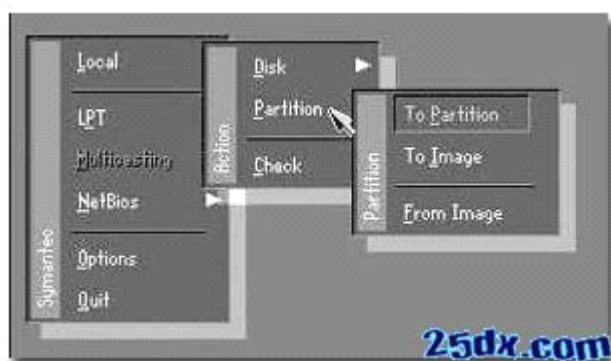 Local
LPT
Multicasting
NetBios
Options
Quit
Symantec
Disk
Partition
Check
Action
To Partition
To Image
From Image
Partition
25dx.com